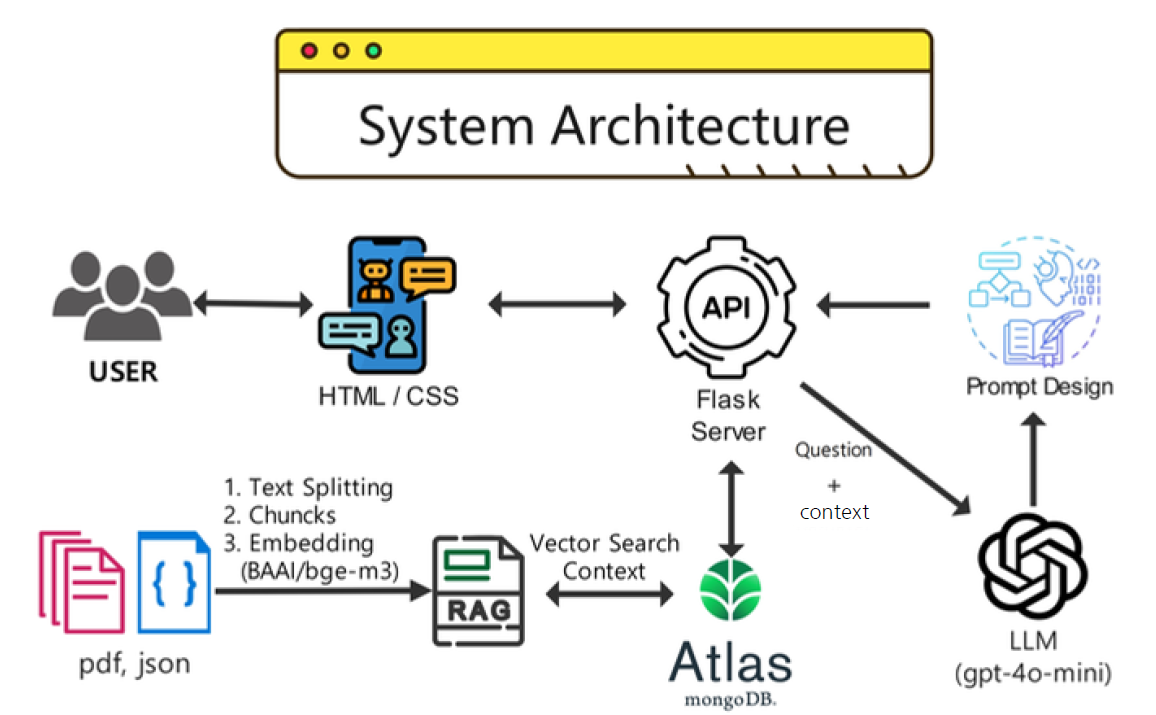 System Architecture
API
USER
HTML / CSS
Flask
Server
Prompt Design
Question
+
context
1. Text Splitting
2. Chuncks
3. Embedding
(BAAI/bge-m3)
{ }
RAG
pdf, json
Vector Search
Context
Atlas
mongoDB.
LLM
(gpt-4o-mini)